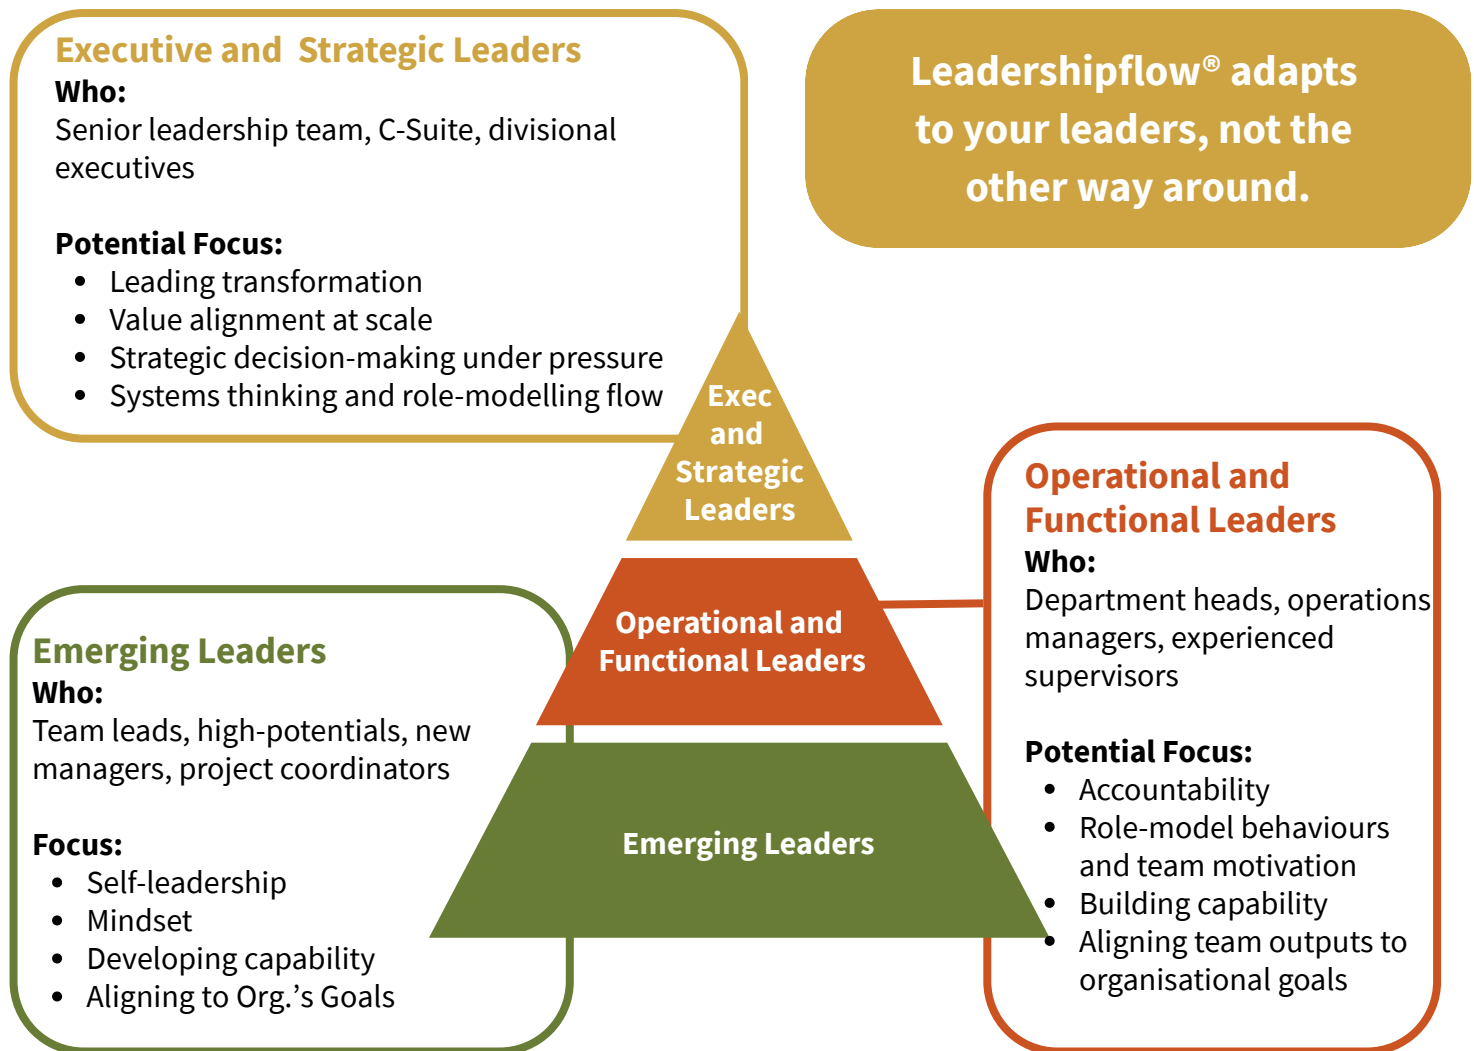 Executive and Strategic Leaders
Who:
Senior leadership team, C-Suite, divisional
executives
Potential Focus:
• Leading transformation
• Value alignment at scale
• Strategic decision-making under pressure
• Systems thinking and role-modelling flow
Leadershipflow® adapts
to your leaders, not the
other way around.
Exec
and
Strategic
Leaders
Operational and
Functional Leaders
Emerging Leaders
Operational and
Functional Leaders
Who:
Department heads, operations
managers, experienced
supervisors
Potential Focus:
• Accountability
• Role-model behaviours
and team motivation
• Building capability
• Aligning team outputs to
organisational goals
Emerging Leaders
Who:
Team leads, high-potentials, new
managers, project coordinators
Focus:
• Self-leadership
• Mindset
• Developing capability
• Aligning to Org.’s Goals